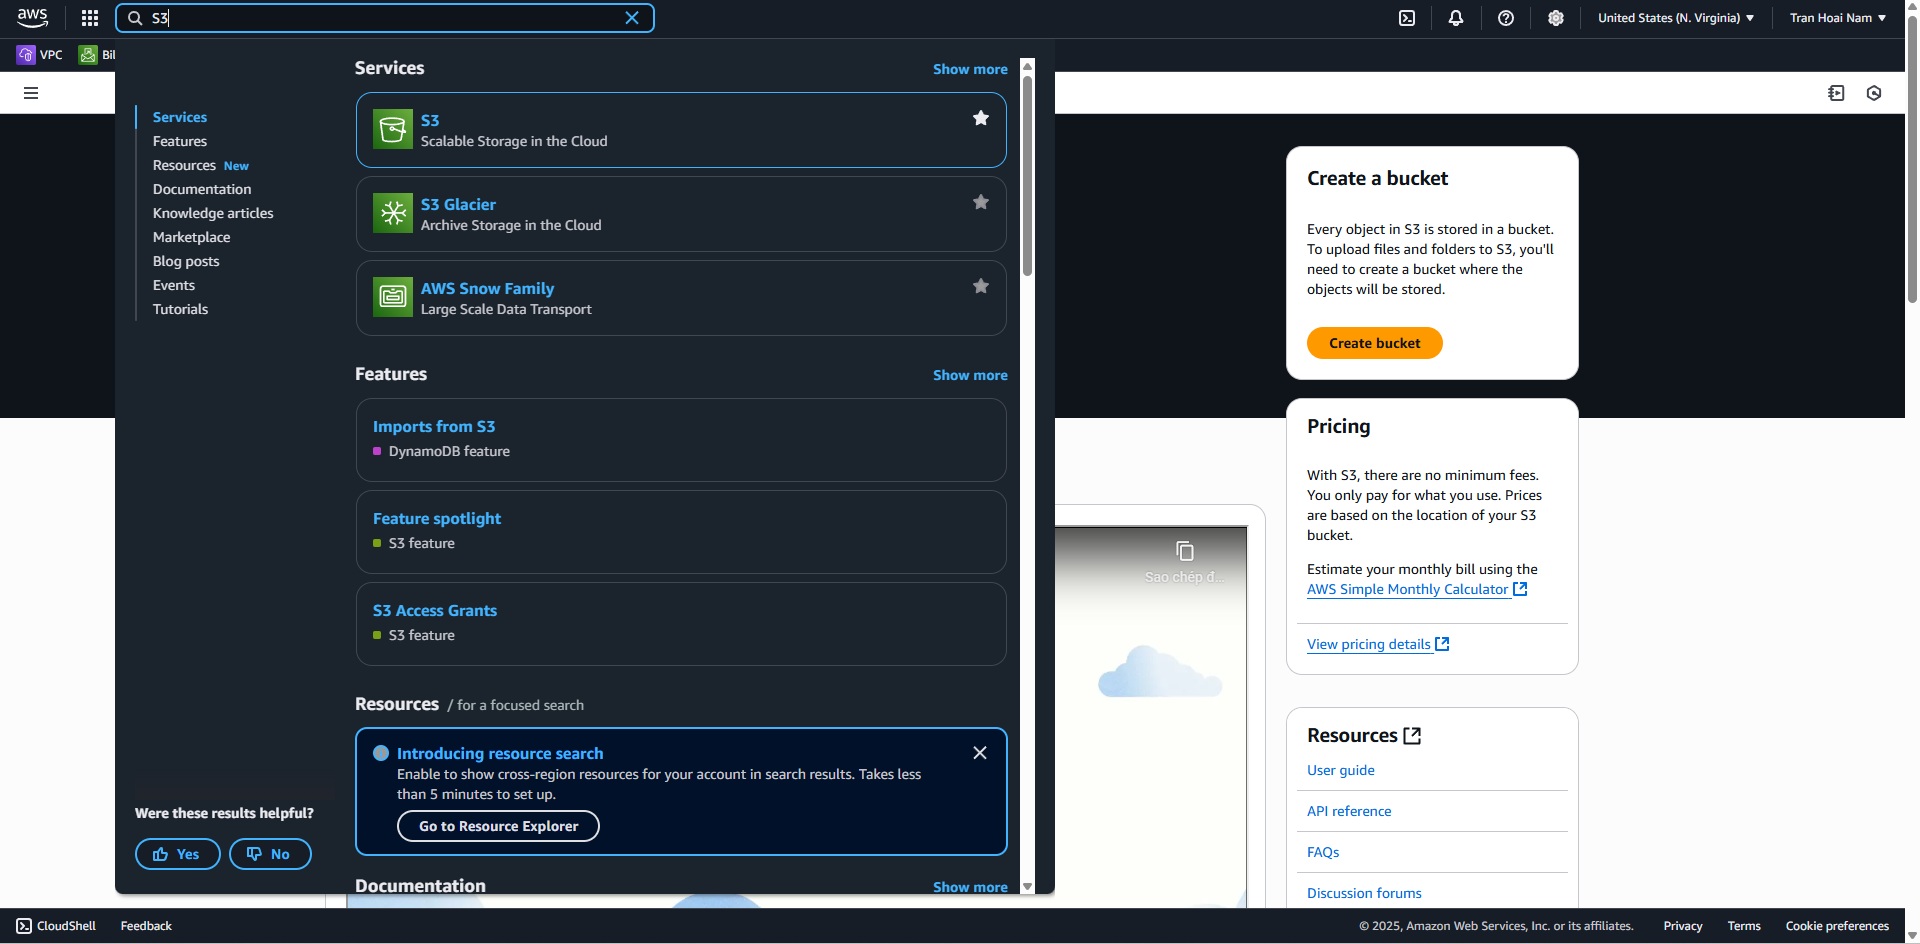 aws
S3
United States (N. Virginia)
Tran Hoai Nam
VPC
Bil
Services
Show more
Services
Features
Resources New
Documentation
Knowledge articles
Marketplace
Blog posts
Events
Tutorials
S3
Scalable Storage in the Cloud
S3 Glacier
Archive Storage in the Cloud
AWS Snow Family
Large Scale Data Transport
Features
Show more
Imports from S3
DynamoDB feature
Feature spotlight
S3 feature
S3 Access Grants
S3 feature
Resources / for a focused search
Introducing resource search
Enable to show cross-region resources for your account in search results. Takes less
than 5 minutes to set up.
Go to Resource Explorer
Documentation
Show more
Were these results helpful?
Yes
No
Create a bucket
Every object in S3 is stored in a bucket.
To upload files and folders to S3, you'll
need to create a bucket where the
objects will be stored.
Create bucket
Pricing
With S3, there are no minimum fees.
You only pay for what you use. Prices
are based on the location of your S3
bucket.
Estimate your monthly bill using the
AWS Simple Monthly Calculator
View pricing details
Sao chép đ...
Resources
User guide
API reference
FAQs
Discussion forums
CloudShell
Feedback
© 2025, Amazon Web Services, Inc. or its affiliates.
Privacy
Terms
Cookie preferences